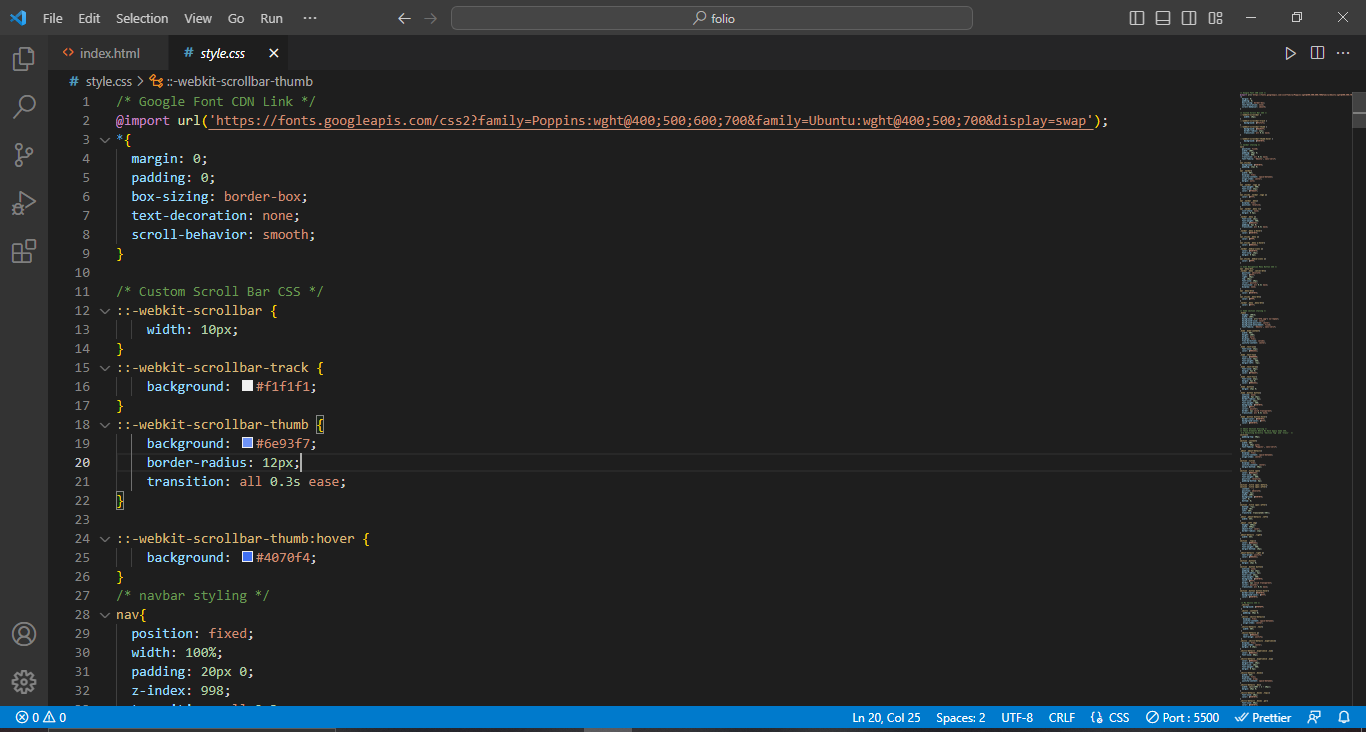 File Edit Selection View Go Run ···
folio
index.html
# style.css
# style.css > ::-webkit-scrollbar-thumb
1 /* Google Font CDN Link */
2 @import url('https://fonts.googleapis.com/css2?family=Poppins:wght@400;500;600;700&family=Ubuntu:wght@400;500;700&display=swap');
3 *{
4 margin: 0;
5 padding: 0;
6 box-sizing: border-box;
7 text-decoration: none;
8 scroll-behavior: smooth;
9 }
10
11 /* Custom Scroll Bar CSS */
12 ::-webkit-scrollbar {
13 width: 10px;
14 }
15 ::-webkit-scrollbar-track {
16 background: #f1f1f1;
17 }
18 ::-webkit-scrollbar-thumb {
19 background: #6e93f7;
20 border-radius: 12px;
21 transition: all 0.3s ease;
22 }
23
24 ::-webkit-scrollbar-thumb:hover {
25 background: #4070f4;
26 }
27 /* navbar styling */
28 nav{
29 position: fixed;
30 width: 100%;
31 padding: 20px 0;
32 z-index: 998;
0 0 Ln 20, Col 25 Spaces: 2 UTF-8 CRLF CSS Port : 5500 Prettier